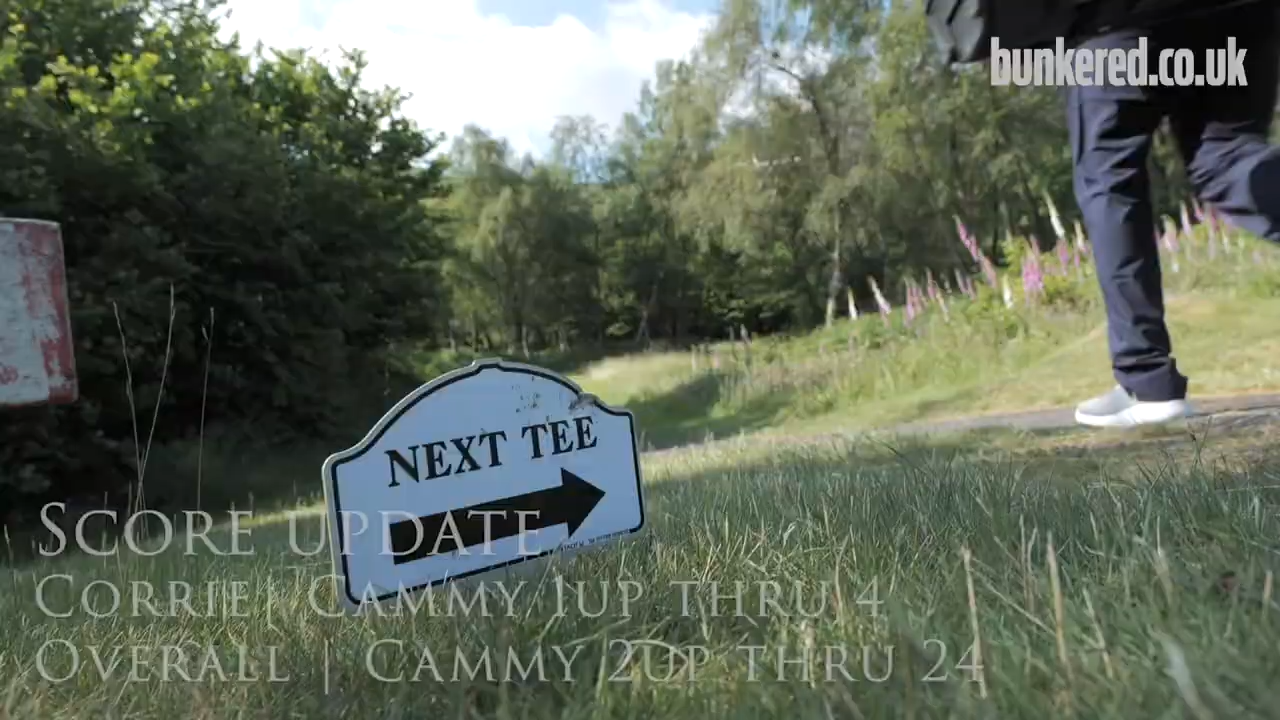 bunkered.co.uk
NEXT TEE
SCORE UPDATE
CORRIE | CAMMY 1UP THRU 4
OVERALL | CAMMY 2UP THRU 24